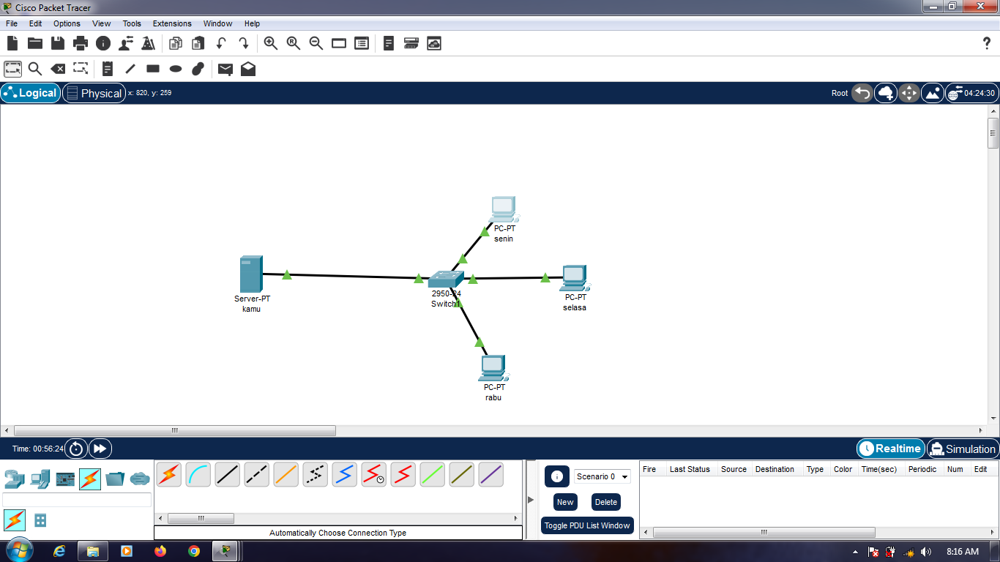 Cisco Packet Tracer
File Edit Options View Tools Extensions Window Help
Logical Physical x: 820, y: 259 Root 04:24:30
PC-PT
senin
Server-PT
kamu
2950-24
Switch1
PC-PT
selasa
PC-PT
rabu
Time: 00:56:24 Realtime Simulation
Scenario 0
Fire Last Status Source Destination Type Color Time(sec) Periodic Num Edit
New Delete
Toggle PDU List Window
Automatically Choose Connection Type
8:16 AM